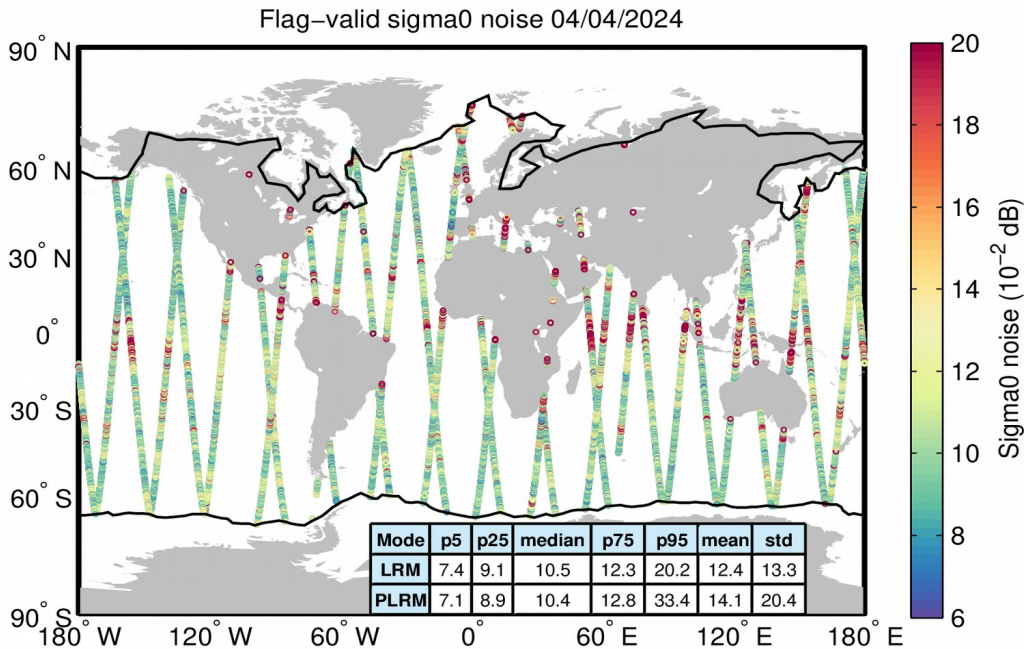 Flag−valid sigma0 noise 04/04/2024
90° N
60° N
30° N
0°
30° S
60° S
90° S
180° W
120° W
60° W
0°
60° E
120° E
180° E
Mode p5 p25 median p75 p95 mean std
LRM 7.4 9.1 10.5 12.3 20.2 12.4 13.3
PLRM 7.1 8.9 10.4 12.8 33.4 14.1 20.4
20
18
16
14
12
10
8
6
Sigma0 noise (10⁻² dB)